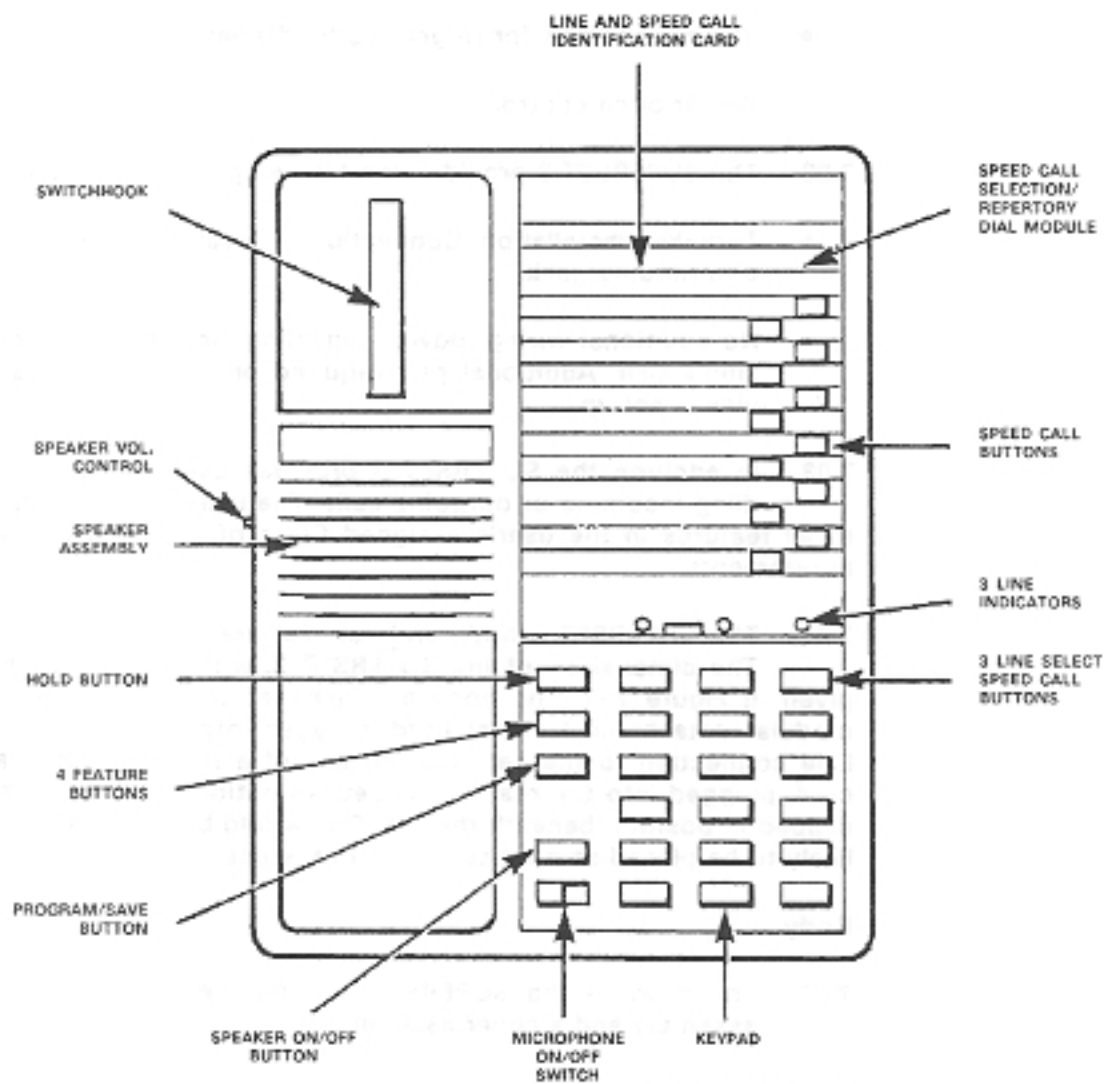 LINE AND SPEED CALL
IDENTIFICATION CARD
SWITCHHOOK
SPEED CALL
SELECTION/
REPERTORY
DIAL MODULE
SPEAKER VOL.
CONTROL
SPEED CALL
BUTTONS
SPEAKER
ASSEMBLY
3 LINE
INDICATORS
HOLD BUTTON
3 LINE SELECT
SPEED CALL
BUTTONS
4 FEATURE
BUTTONS
PROGRAM/SAVE
BUTTON
SPEAKER ON/OFF
BUTTON
MICROPHONE
ON/OFF
SWITCH
KEYPAD